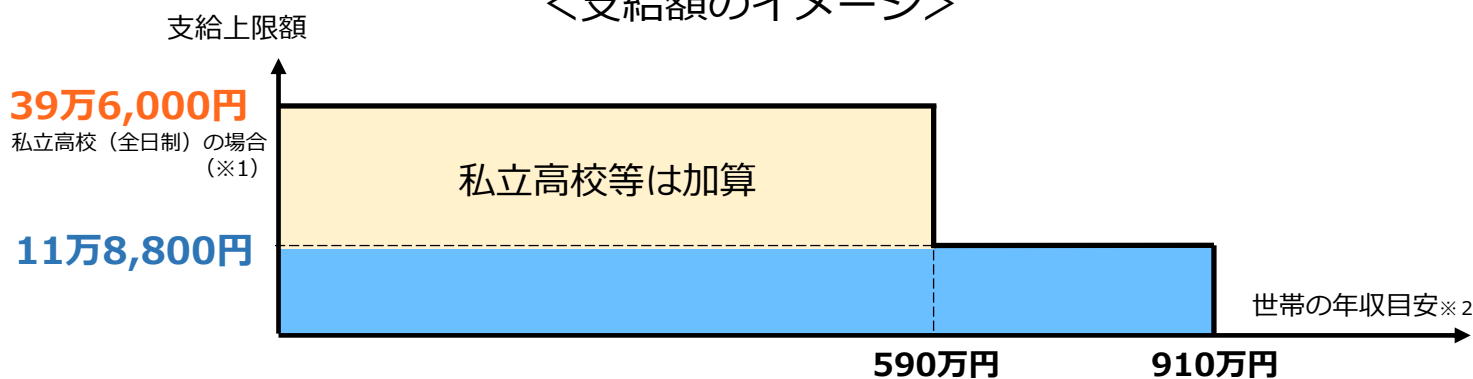 ＜支給額のイメージ＞
支給上限額
39万6,000円
私立高校（全日制）の場合
（※1）
私立高校等は加算
11万8,800円
世帯の年収目安※2
590万円
910万円